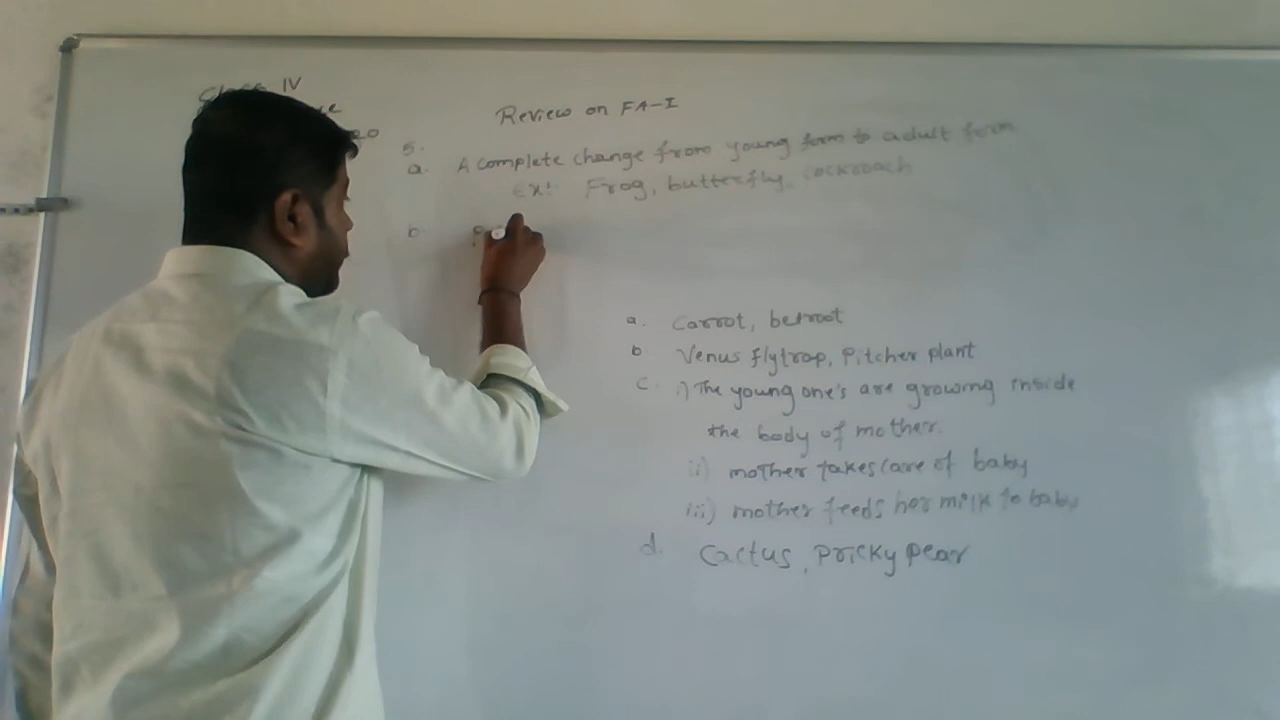 Class IV
Review on FA-I
5.
a. A complete change from young form to adult form
Ex: Frog, butterfly, cockroach
b.
a. Carrot, betroot
b Venus flytrap, Pitcher plant
c. i) The young one's are growing inside
the body of mother.
ii) mother takes care of baby
iii) mother feeds her milk to baby
d. Cactus, Pricky pear